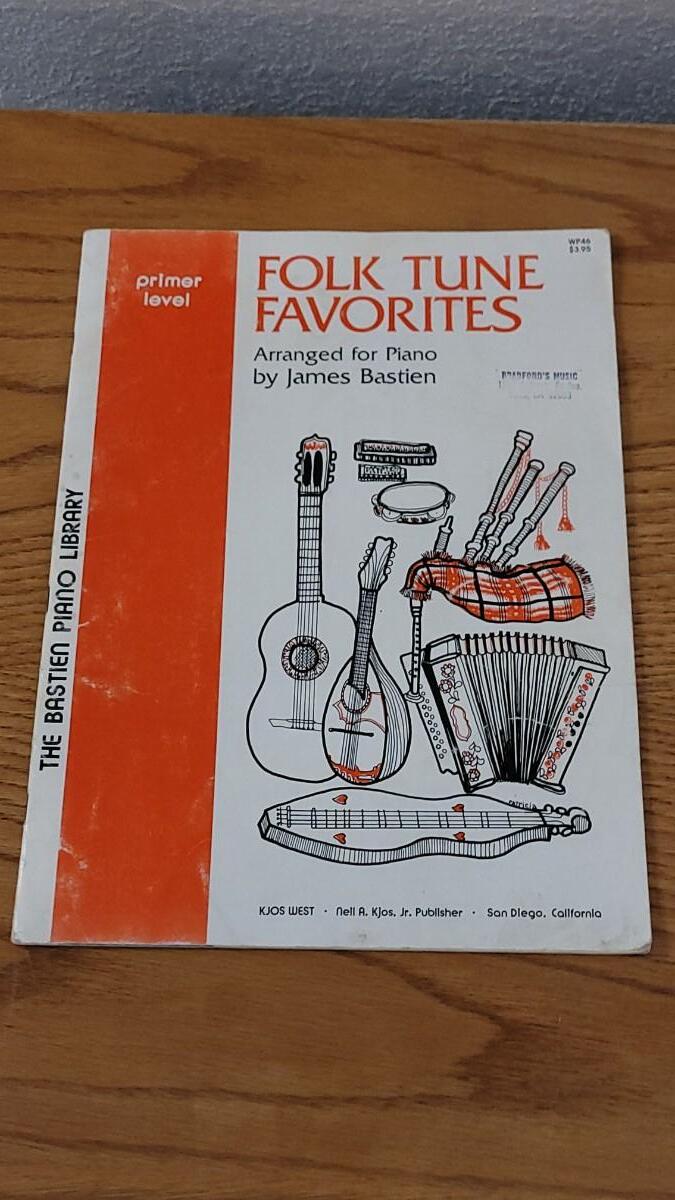 WP46
$3.95
primer
level
FOLK TUNE
FAVORITES
Arranged for Piano
by James Bastien
BRADFORD'S MUSIC
THE BASTIEN PIANO LIBRARY
PATRICIA
KJOS WEST · Neil A. Kjos, Jr. Publisher · San Diego, California